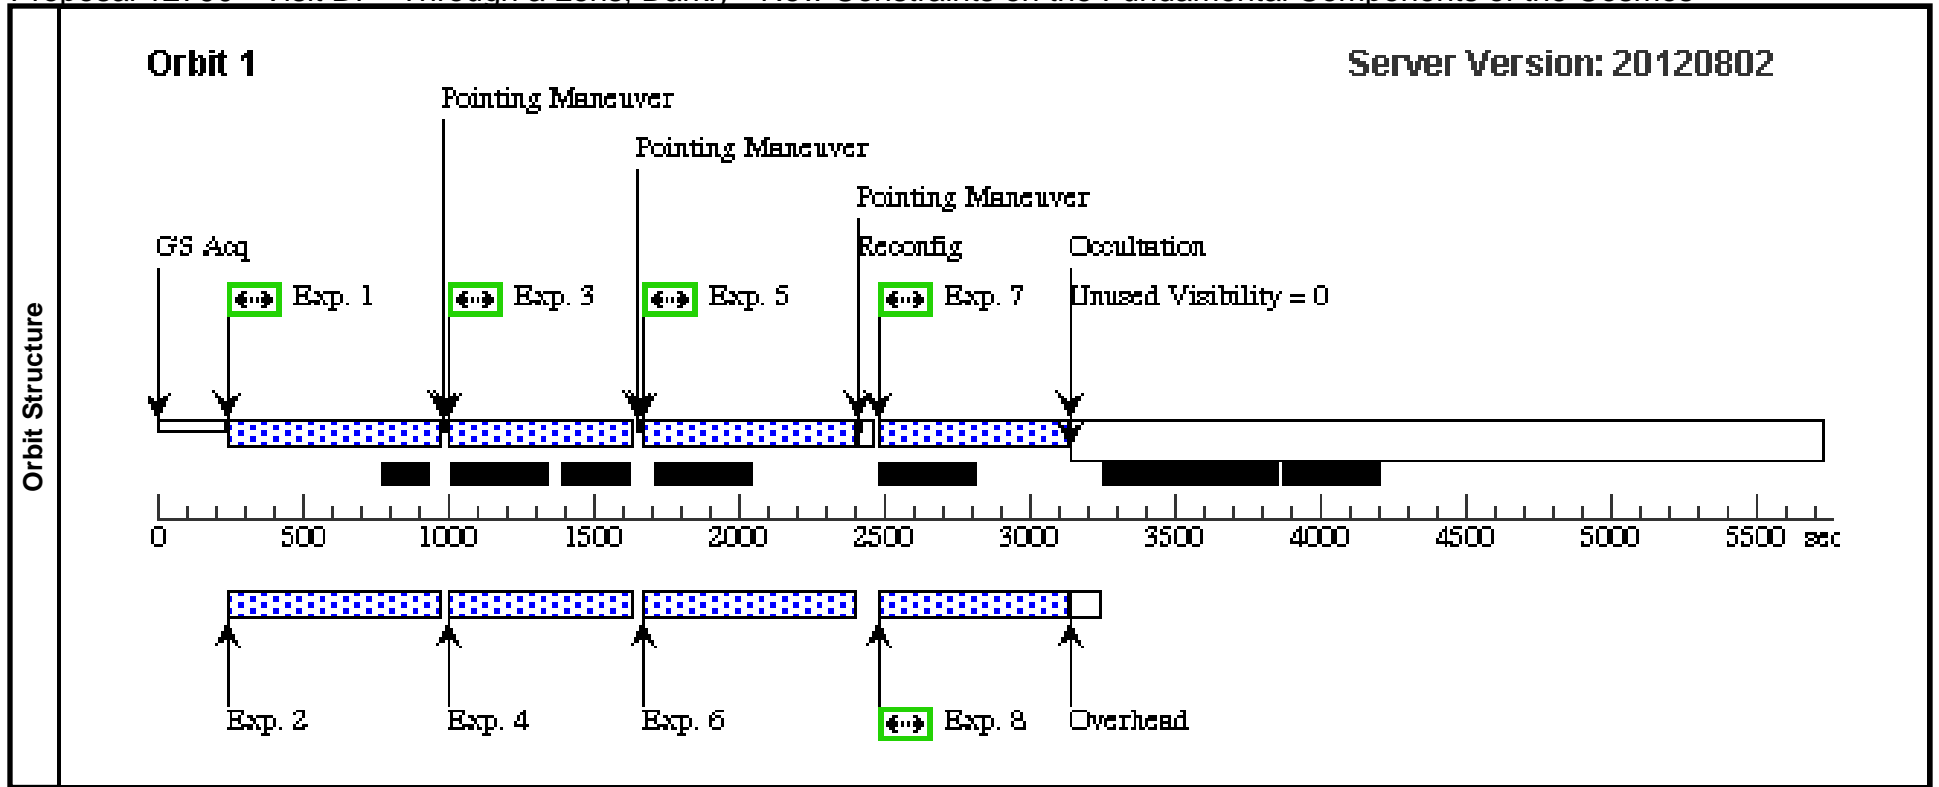 Orbit Structure
Orbit 1
Server Version: 20120802
Pointing Maneuver
Pointing Maneuver
Pointing Maneuver
GS Acq
Reconfig
Occultation
Exp. 1
Exp. 3
Exp. 5
Exp. 7
Unused Visibility = 0
0 500 1000 1500 2000 2500 3000 3500 4000 4500 5000 5500 sec
Exp. 2
Exp. 4
Exp. 6
Exp. 8
Overhead